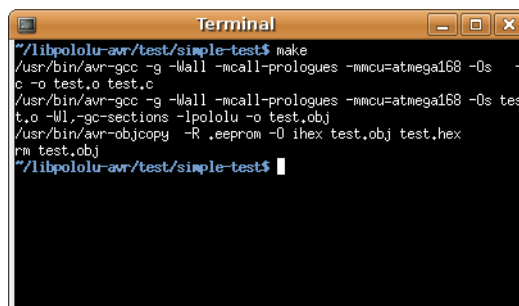 Terminal
~/libpololu-avr/test/simple-test$ make
/usr/bin/avr-gcc -g -Wall -mcall-prologues -mmcu=atmega168 -Os   -
c -o test.o test.c
/usr/bin/avr-gcc -g -Wall -mcall-prologues -mmcu=atmega168 -Os tes
t.o -Wl,-gc-sections -lpololu -o test.obj
/usr/bin/avr-objcopy  -R .eeprom -O ihex test.obj test.hex
rm test.obj
~/libpololu-avr/test/simple-test$